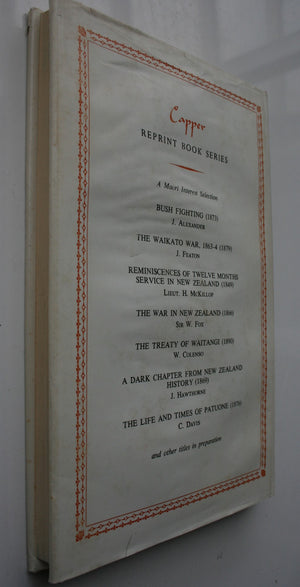 Capper
REPRINT BOOK SERIES
A Maori Interest Selection
BUSH FIGHTING (1873)
J. ALEXANDER
THE WAIKATO WAR, 1863-4 (1879)
J. FEATON
REMINISCENCES OF TWELVE MONTHS
SERVICE IN NEW ZEALAND (1849)
LIEUT. H. MCKILLOP
THE WAR IN NEW ZEALAND (1866)
SIR W. FOX
THE TREATY OF WAITANGI (1890)
W. COLENSO
A DARK CHAPTER FROM NEW ZEALAND
HISTORY (1869)
J. HAWTHORNE
THE LIFE AND TIMES OF PATUONE (1876)
C. DAVIS
and other titles in preparation